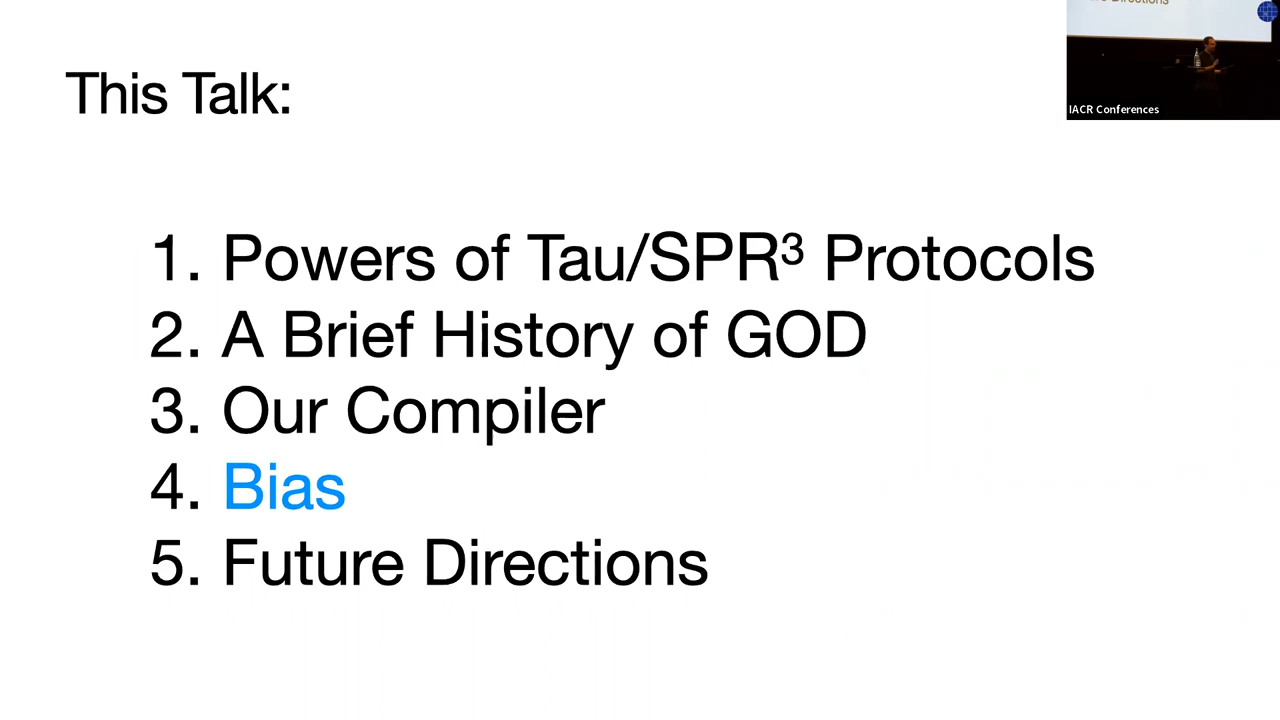 This Talk:
1. Powers of Tau/SPR³ Protocols
2. A Brief History of GOD
3. Our Compiler
4. Bias
5. Future Directions
Directions
IACR Conferences